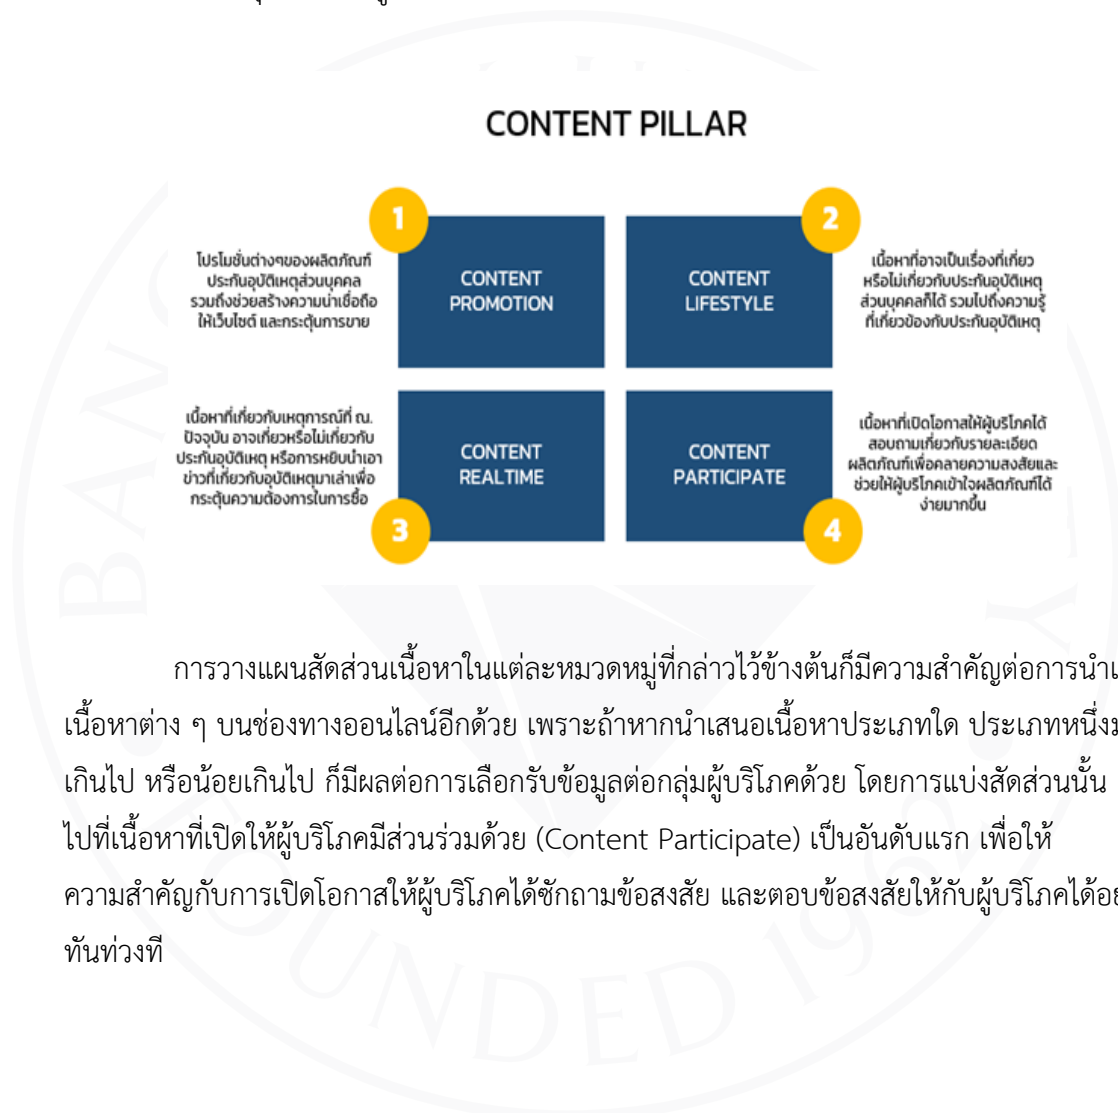 CONTENT PILLAR
1
โปรโมชั่นต่างๆของผลิตภัณฑ์
ประกันอุบัติเหตุส่วนบุคคล
รวมถึงช่วยสร้างความน่าเชื่อถือ
ให้เว็บไซต์ และกระตุ้นการขาย
CONTENT
PROMOTION
2
CONTENT
LIFESTYLE
เนื้อหาที่อาจเป็นเรื่องที่เกี่ยว
หรือไม่เกี่ยวกับประกันอุบัติเหตุ
ส่วนบุคคลก็ได้ รวมไปถึงความรู้
ที่เกี่ยวข้องกับประกันอุบัติเหตุ
เนื้อหาที่เกี่ยวกับเหตุการณ์ที่ ณ.
ปัจจุบัน อาจเกี่ยวหรือไม่เกี่ยวกับ
ประกันอุบัติเหตุ หรือการหยิบนำเอา
ข่าวที่เกี่ยวกับอุบัติเหตุมาเล่าเพื่อ
กระตุ้นความต้องการในการซื้อ
CONTENT
REALTIME
3
CONTENT
PARTICIPATE
4
เนื้อหาที่เปิดโอกาสให้ผู้บริโภคได้
สอบถามเกี่ยวกับรายละเอียด
ผลิตภัณฑ์เพื่อคลายความสงสัยและ
ช่วยให้ผู้บริโภคเข้าใจผลิตภัณฑ์ได้
ง่ายมากขึ้น
การวางแผนสัดส่วนเนื้อหาในแต่ละหมวดหมู่ที่กล่าวไว้ข้างต้นก็มีความสำคัญต่อการนำเ
เนื้อหาต่าง ๆ บนช่องทางออนไลน์อีกด้วย เพราะถ้าหากนำเสนอเนื้อหาประเภทใด ประเภทหนึ่งม
เกินไป หรือน้อยเกินไป ก็มีผลต่อการเลือกรับข้อมูลต่อกลุ่มผู้บริโภคด้วย โดยการแบ่งสัดส่วนนั้น
ไปที่เนื้อหาที่เปิดให้ผู้บริโภคมีส่วนร่วมด้วย (Content Participate) เป็นอันดับแรก เพื่อให้
ความสำคัญกับการเปิดโอกาสให้ผู้บริโภคได้ซักถามข้อสงสัย และตอบข้อสงสัยให้กับผู้บริโภคได้อย
ทันท่วงที
FOUNDED 1962